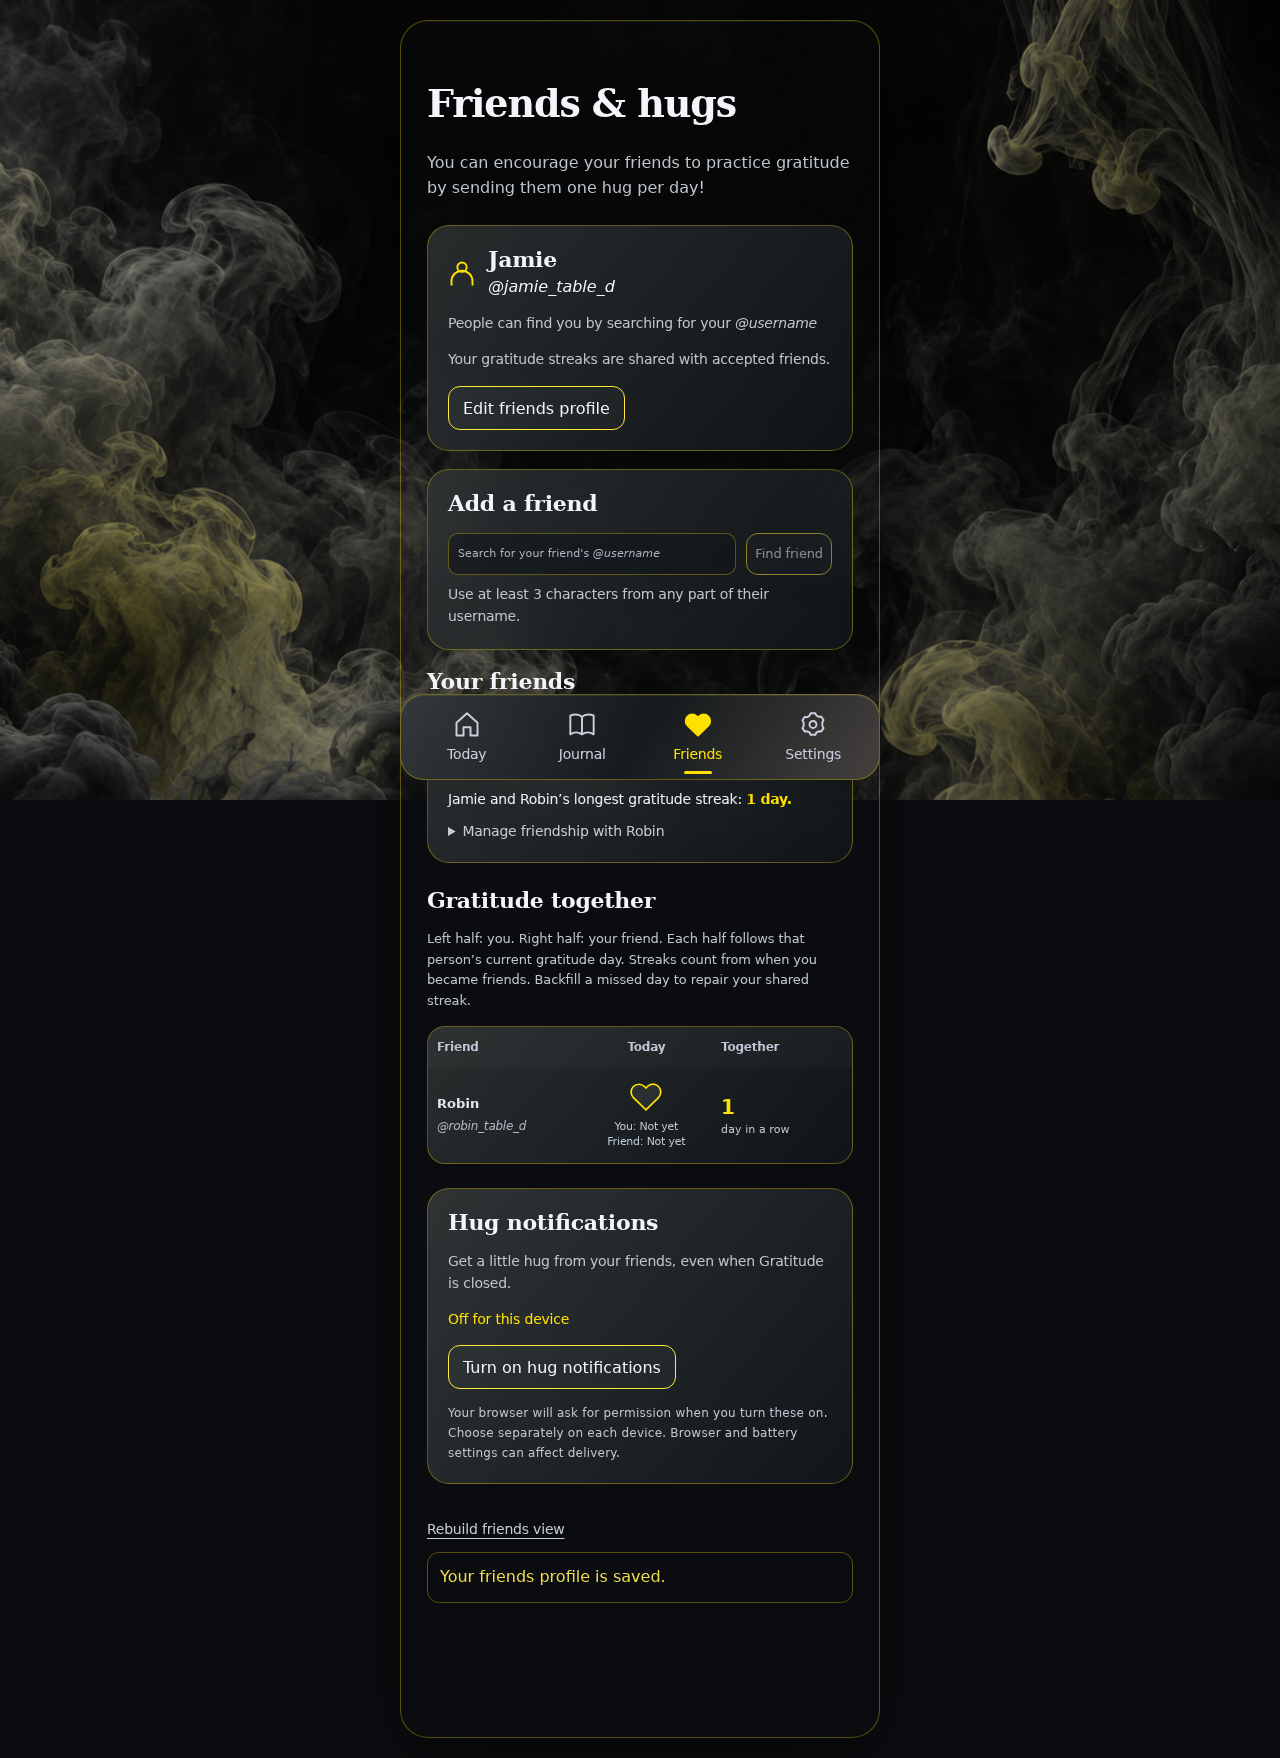 Friends & hugs
You can encourage your friends to practice gratitude
by sending them one hug per day!
Jamie
@jamie_table_d
People can find you by searching for your @username
Your gratitude streaks are shared with accepted friends.
Edit friends profile
Add a friend
Search for your friend's @username
Find friend
Use at least 3 characters from any part of their
username.
Your friends
Today
Journal
Friends
Settings
Jamie and Robin’s longest gratitude streak: 1 day.
Manage friendship with Robin
Gratitude together
Left half: you. Right half: your friend. Each half follows that
person’s current gratitude day. Streaks count from when you
became friends. Backfill a missed day to repair your shared
streak.
Friend Today Together
Robin
@robin_table_d
You: Not yet
Friend: Not yet
1
day in a row
Hug notifications
Get a little hug from your friends, even when Gratitude
is closed.
Off for this device
Turn on hug notifications
Your browser will ask for permission when you turn these on.
Choose separately on each device. Browser and battery
settings can affect delivery.
Rebuild friends view
Your friends profile is saved.